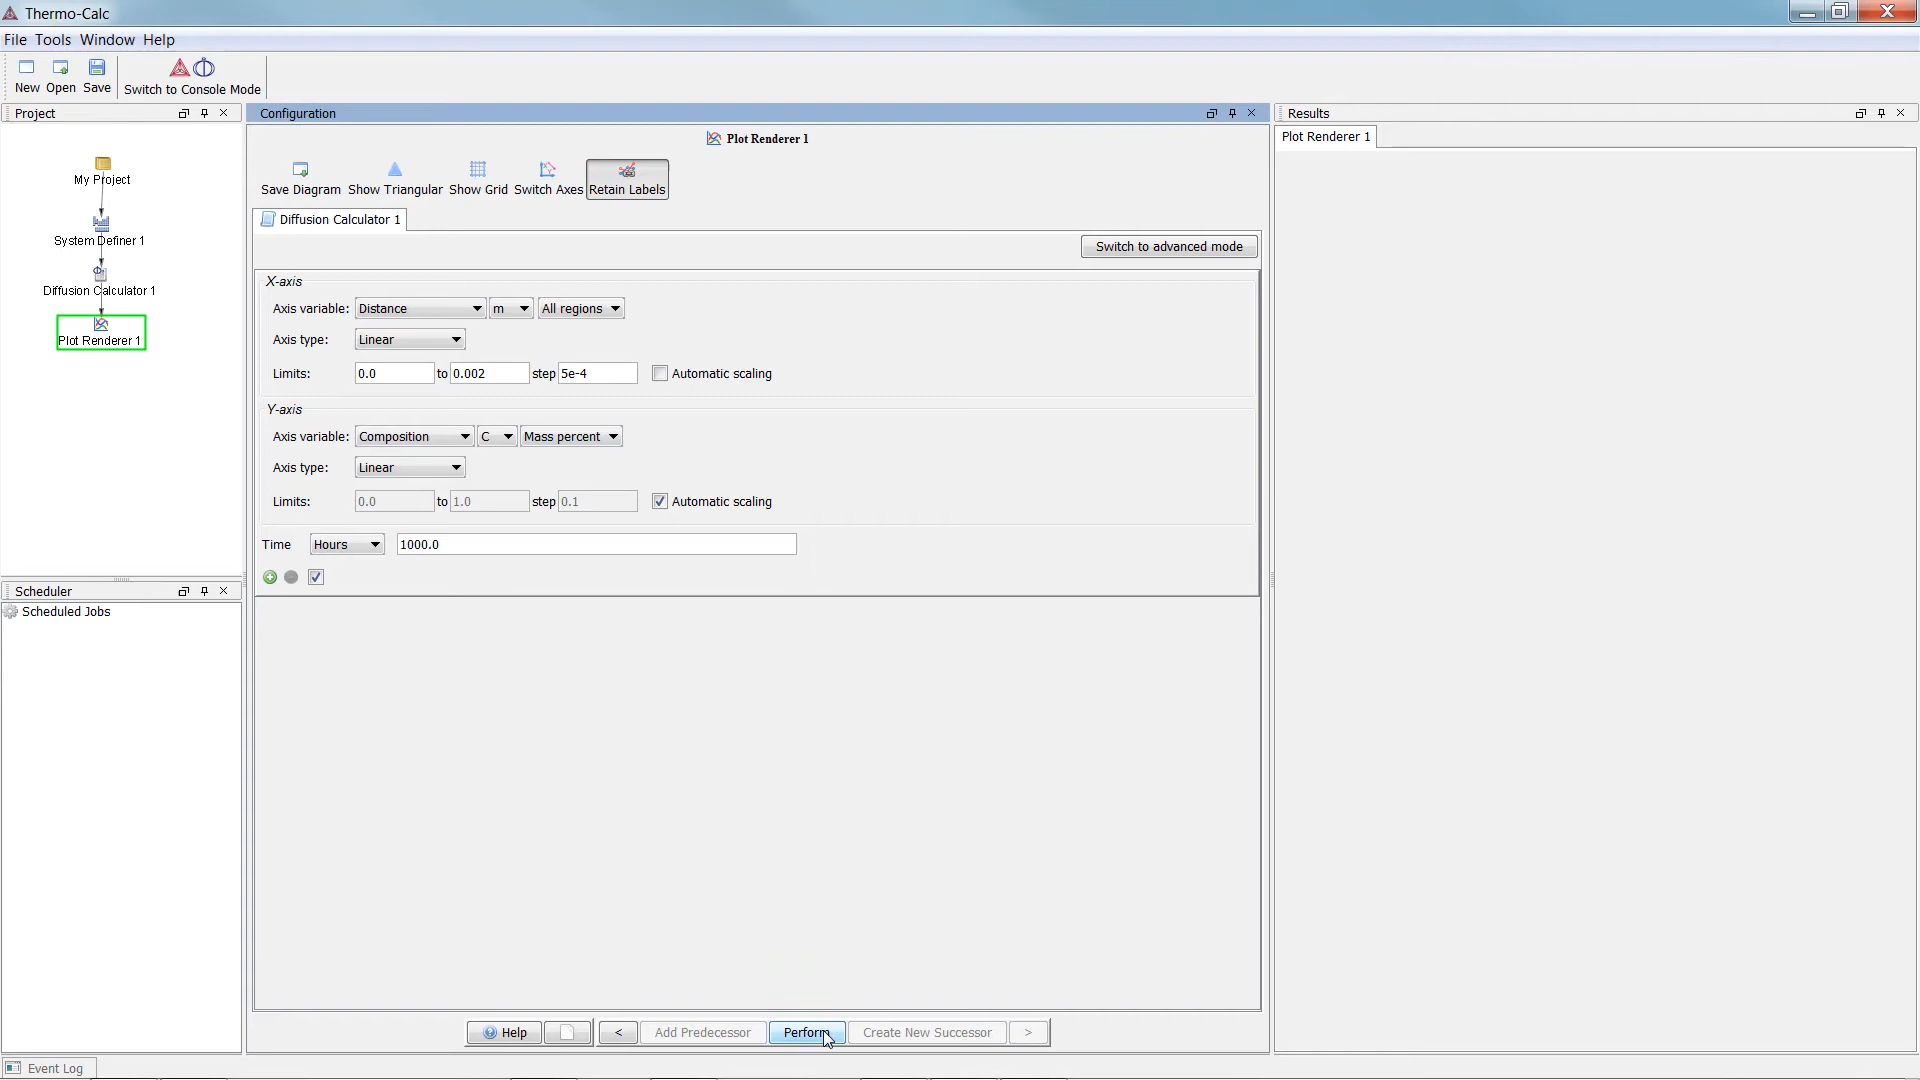 Thermo-Calc
File Tools Window Help
New Open Save Switch to Console Mode
Project
My Project
System Definer 1
Diffusion Calculator 1
Plot Renderer 1
Scheduler
Scheduled Jobs
Configuration
Plot Renderer 1
Save Diagram Show Triangular Show Grid Switch Axes Retain Labels
Diffusion Calculator 1
Switch to advanced mode
X-axis
Axis variable: Distance m All regions
Axis type: Linear
Limits: 0.0 to 0.002 step 5e-4 Automatic scaling
Y-axis
Axis variable: Composition C Mass percent
Axis type: Linear
Limits: 0.0 to 1.0 step 0.1 Automatic scaling
Time Hours 1000.0
Help < Add Predecessor Perform Create New Successor >
Results
Plot Renderer 1
Event Log